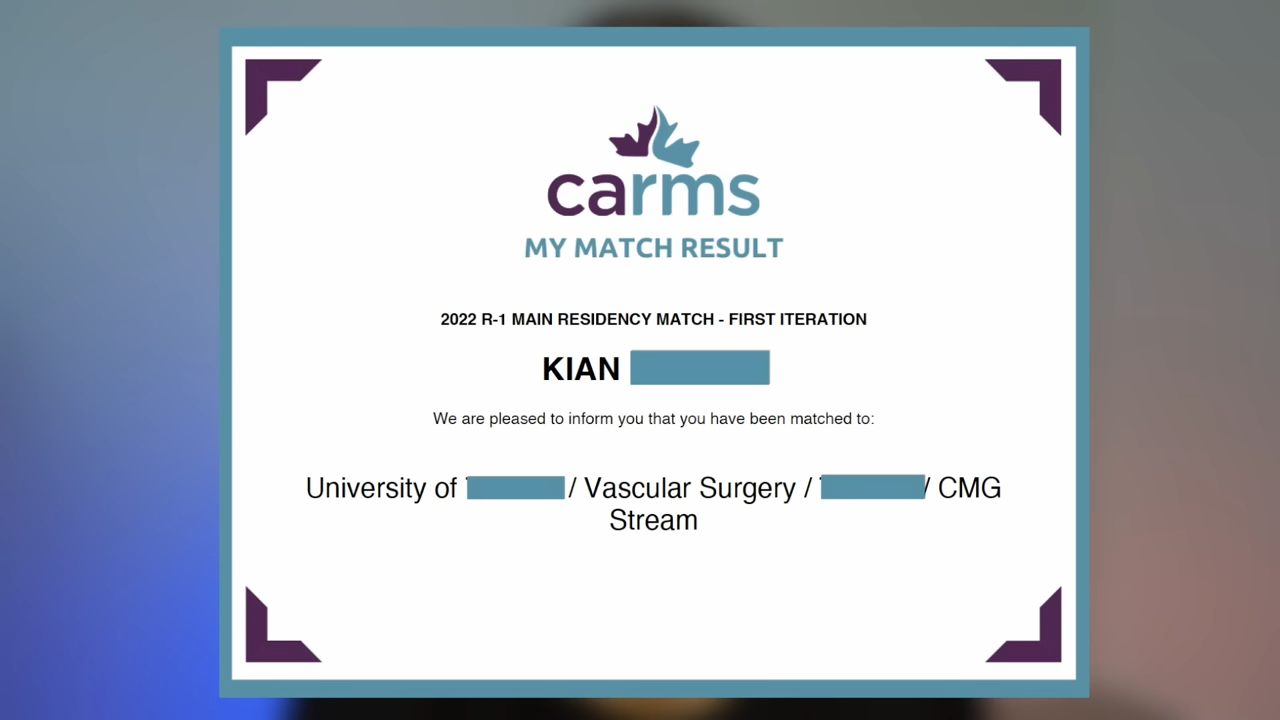 carms
MY MATCH RESULT
2022 R-1 MAIN RESIDENCY MATCH - FIRST ITERATION
KIAN
We are pleased to inform you that you have been matched to:
University of / Vascular Surgery / / CMG
Stream